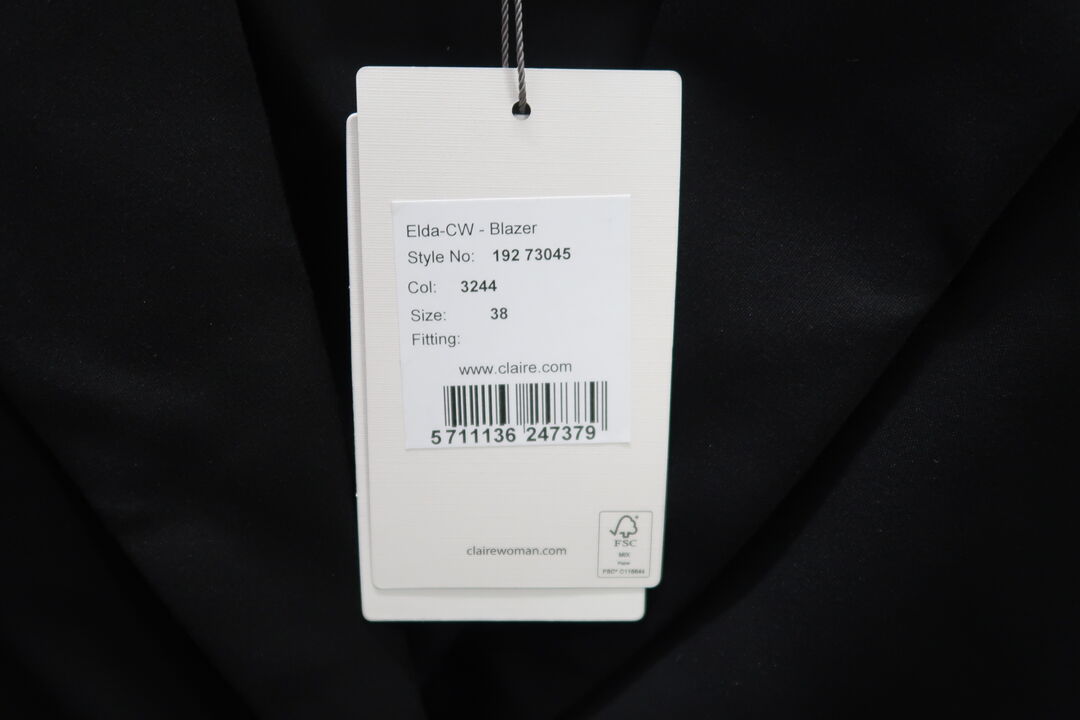 Elda-CW - Blazer
Style No: 192 73045
Col: 3244
Size: 38
Fitting:
www.claire.com
5 711136 247379
clairewoman.com
FSC
MIX
Paper